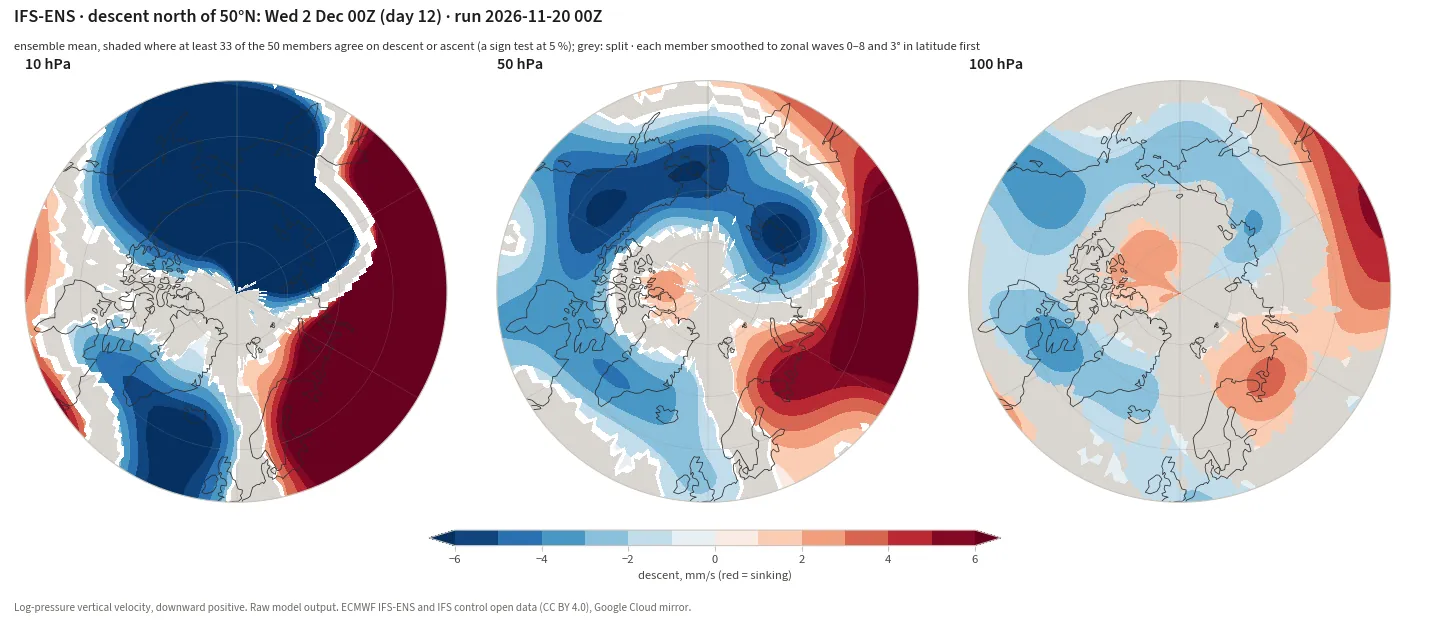 IFS-ENS · descent north of 50°N: Wed 2 Dec 00Z (day 12) · run 2026-11-20 00Z
ensemble mean, shaded where at least 33 of the 50 members agree on descent or ascent (a sign test at 5 %); grey: split · each member smoothed to zonal waves 0–8 and 3° in latitude first
10 hPa
50 hPa
100 hPa
−6
−4
−2
0
2
4
6
descent, mm/s (red = sinking)
Log-pressure vertical velocity, downward positive. Raw model output. ECMWF IFS-ENS and IFS control open data (CC BY 4.0), Google Cloud mirror.